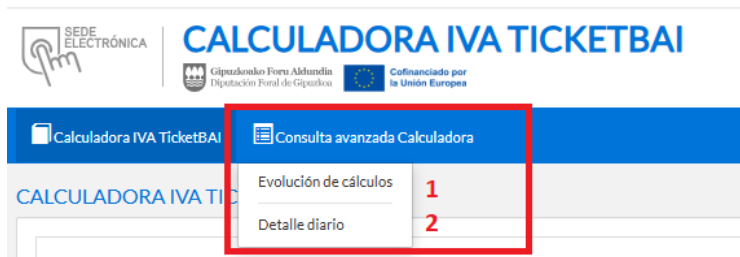 SEDE
ELECTRÓNICA
CALCULADORA IVA TICKETBAI
Gipuzkoako Foru Aldundia
Diputación Foral de Gipuzkoa
Cofinanciado por
la Unión Europea
Calculadora IVA TicketBAI
Consulta avanzada Calculadora
CALCULADORA IVA TIC
Evolución de cálculos 1
Detalle diario 2